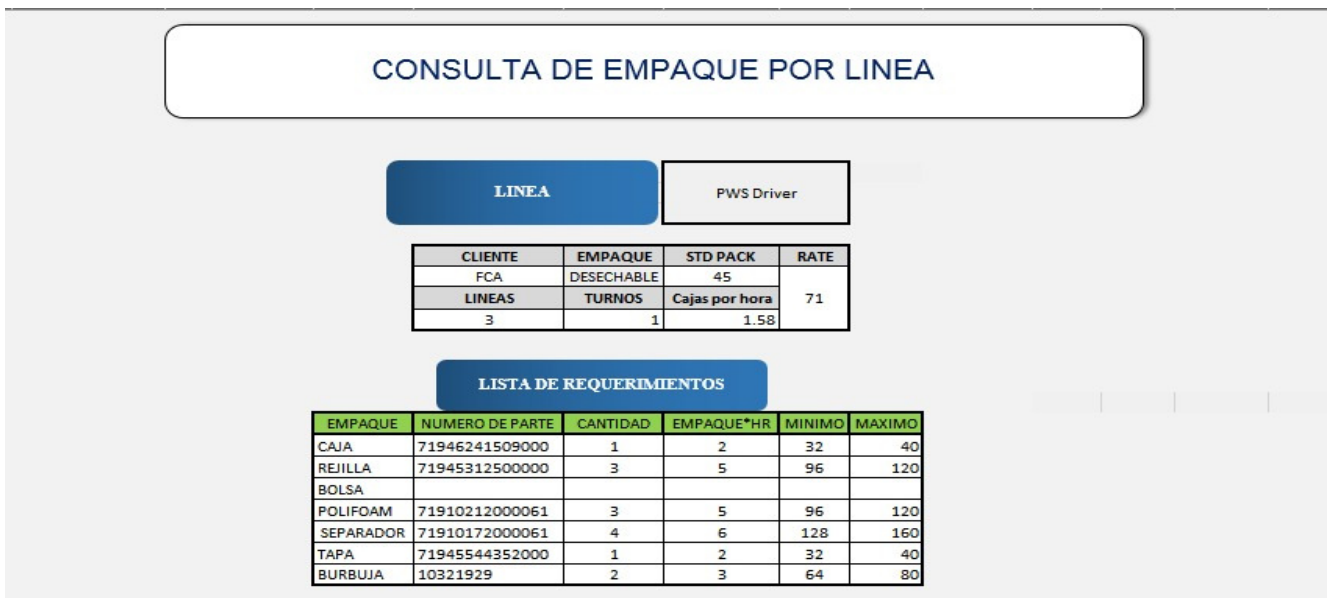 CONSULTA DE EMPAQUE POR LINEA
LINEA PWS Driver
CLIENTE EMPAQUE STD PACK RATE
FCA DESECHABLE 45
LINEAS TURNOS Cajas por hora 71
3 1 1.58
LISTA DE REQUERIMIENTOS
EMPAQUE NUMERO DE PARTE CANTIDAD EMPAQUE*HR MINIMO MAXIMO
CAJA 71946241509000 1 2 32 40
REJILLA 71945312500000 3 5 96 120
BOLSA
POLIFOAM 71910212000061 3 5 96 120
SEPARADOR 71910172000061 4 6 128 160
TAPA 71945544352000 1 2 32 40
BURBUJA 10321929 2 3 64 80